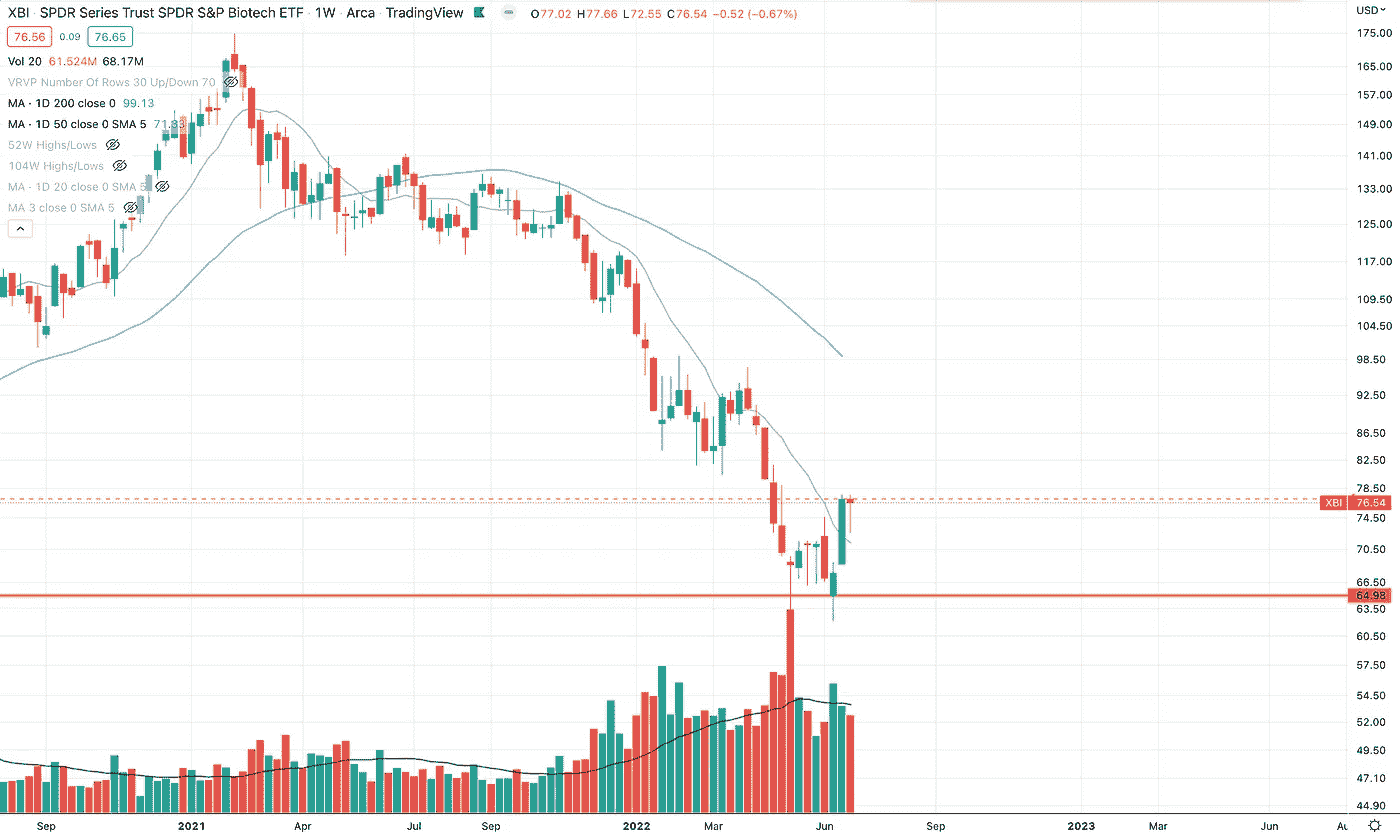 XBI · SPDR Series Trust SPDR S&P Biotech ETF · 1W · Arca · TradingView O77.02 H77.66 L72.55 C76.54 −0.52 (−0.67%)
USD
76.56 0.09 76.65
Vol 20 61.524M 68.17M
VRVP Number Of Rows 30 Up/Down 70
MA · 1D 200 close 0 99.13
MA · 1D 50 close 0 SMA 5 71.33
52W Highs/Lows
104W Highs/Lows
MA · 1D 20 close 0 SMA 5
MA 3 close 0 SMA 5
175.00
165.00
157.00
149.00
141.00
133.00
125.00
117.00
109.50
104.50
98.50
92.50
86.50
82.50
78.50
XBI 76.54
74.50
70.50
66.50
64.98
63.50
60.50
57.50
54.50
52.00
49.50
47.10
44.90
Sep 2021 Apr Jul Sep 2022 Mar Jun Sep 2023 Mar Jun